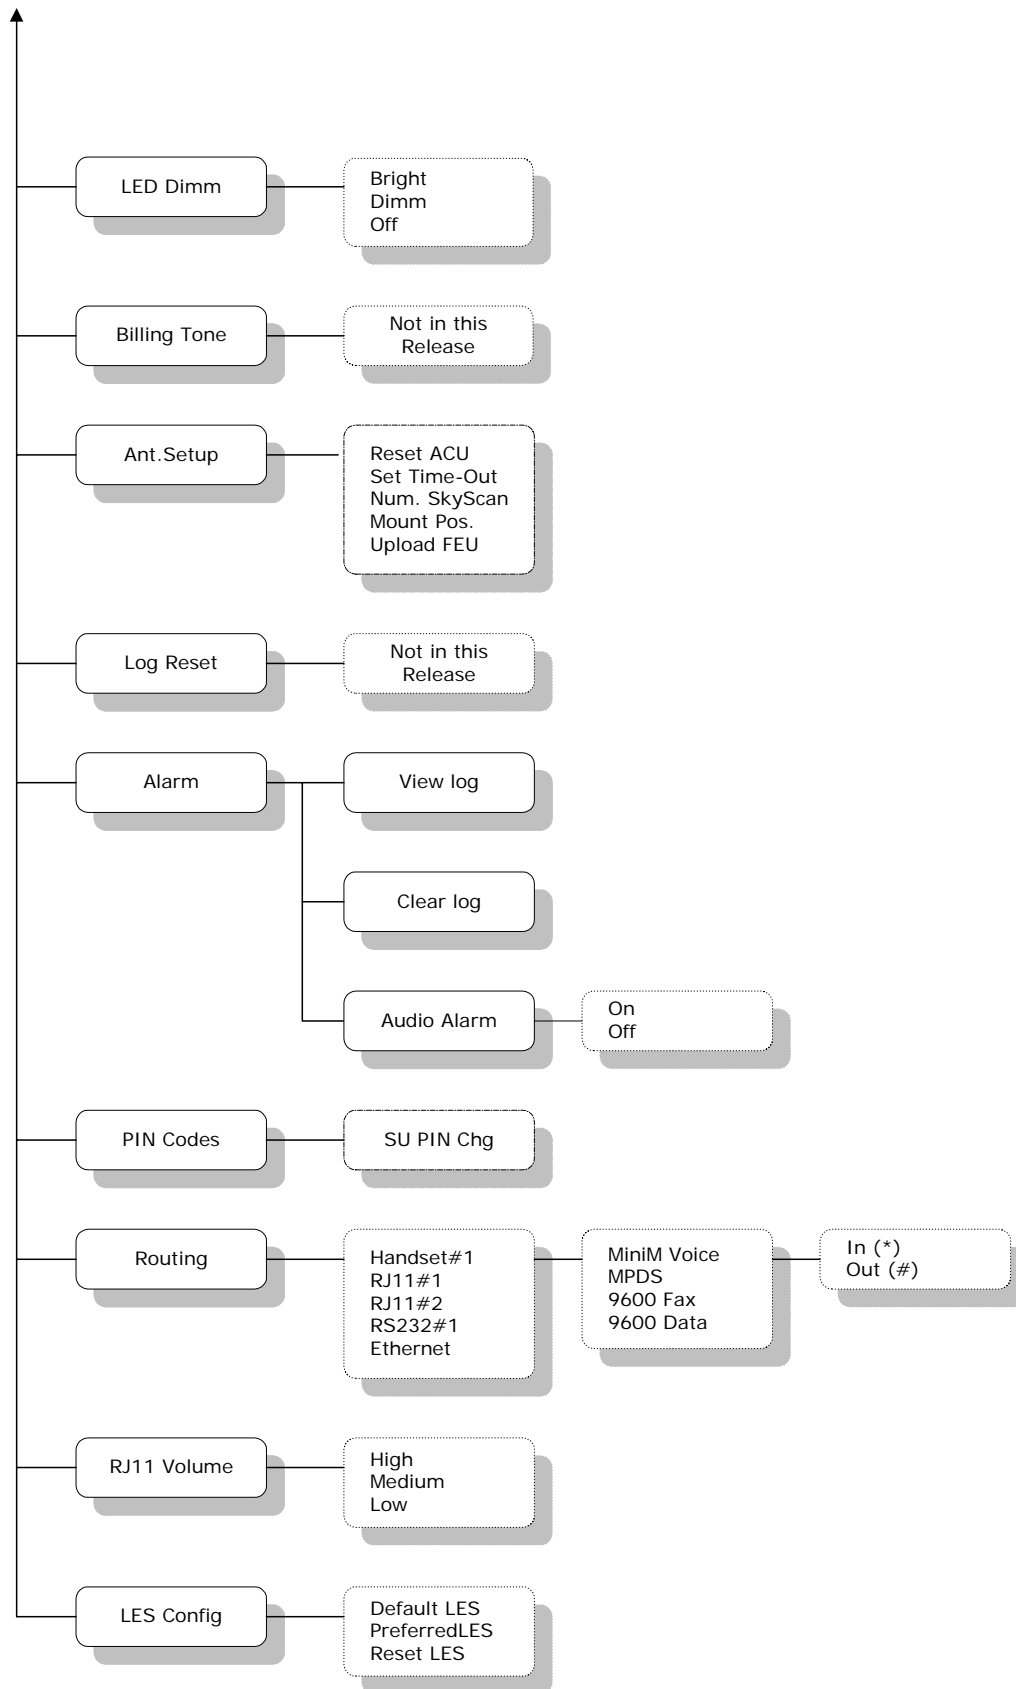 LED Dimm
Bright
Dimm
Off
Billing Tone
Not in this
Release
Ant.Setup
Reset ACU
Set Time-Out
Num. SkyScan
Mount Pos.
Upload FEU
Log Reset
Not in this
Release
Alarm
View log
Clear log
Audio Alarm
On
Off
PIN Codes
SU PIN Chg
Routing
Handset#1
RJ11#1
RJ11#2
RS232#1
Ethernet
MiniM Voice
MPDS
9600 Fax
9600 Data
In (*)
Out (#)
RJ11 Volume
High
Medium
Low
LES Config
Default LES
PreferredLES
Reset LES